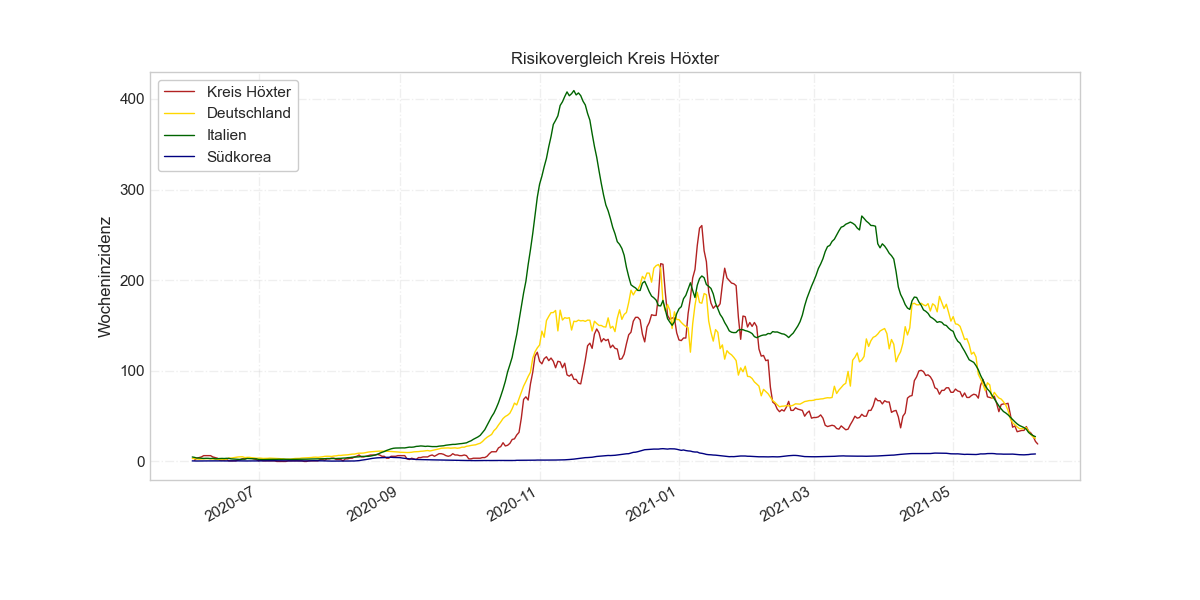 Risikovergleich Kreis Höxter
Kreis Höxter
Deutschland
Italien
Südkorea
Wocheninzidenz
400
300
200
100
0
2020-07
2020-09
2020-11
2021-01
2021-03
2021-05